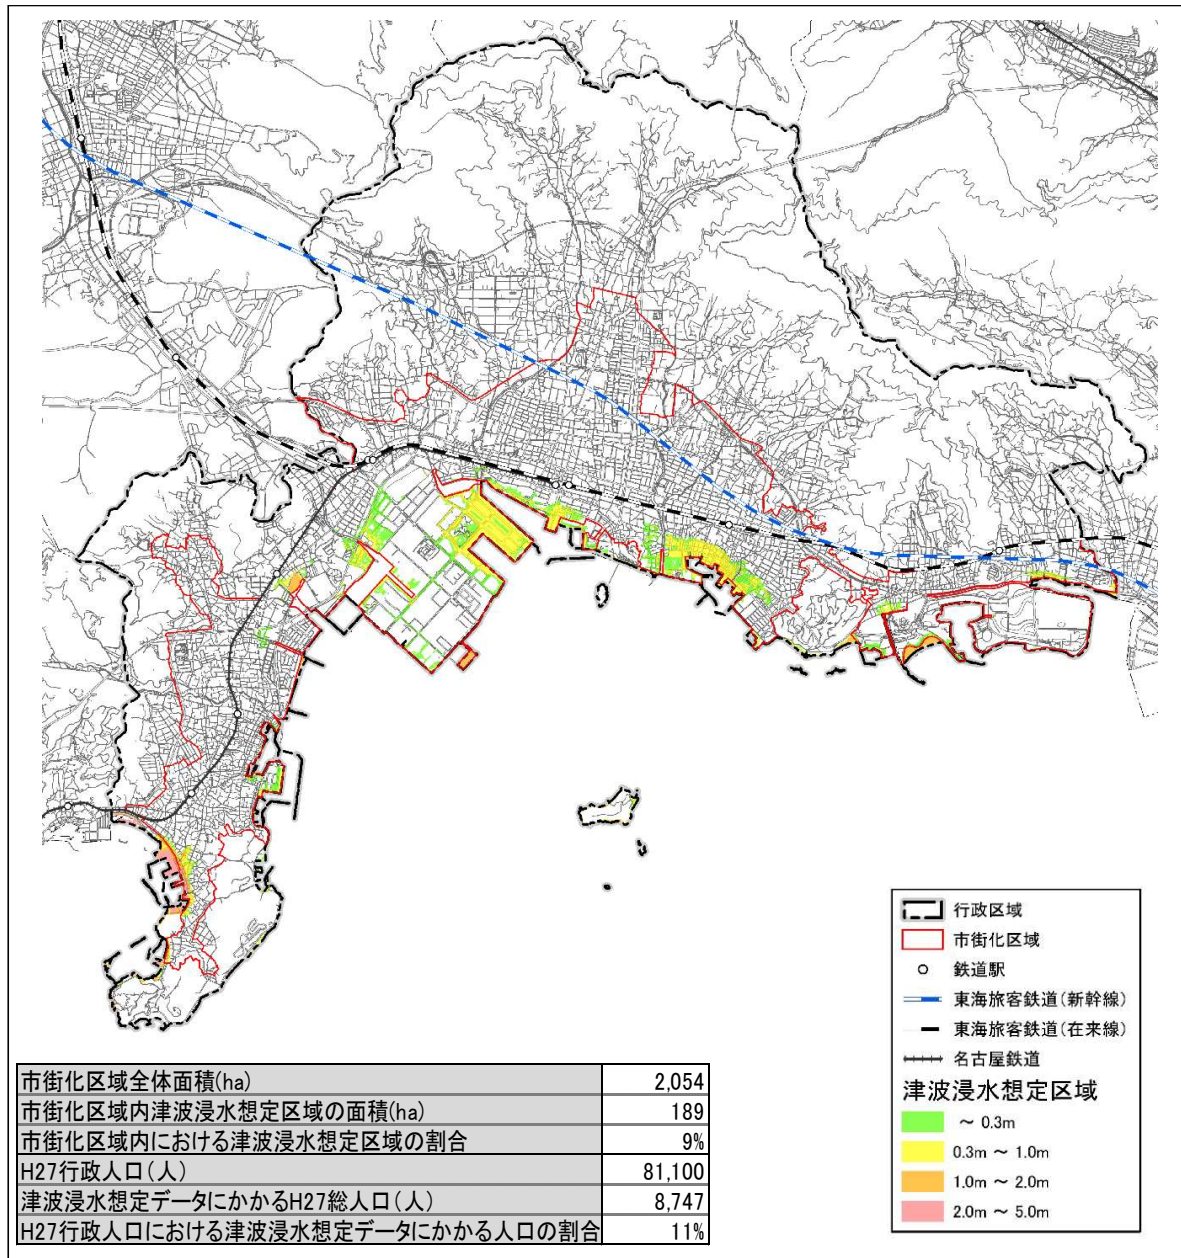 行政区域
市街化区域
鉄道駅
東海旅客鉄道(新幹線)
東海旅客鉄道(在来線)
名古屋鉄道
津波浸水想定区域
～ 0.3m
0.3m ～ 1.0m
1.0m ～ 2.0m
2.0m ～ 5.0m
市街化区域全体面積(ha) 2,054
市街化区域内津波浸水想定区域の面積(ha) 189
市街化区域内における津波浸水想定区域の割合 9%
H27行政人口(人) 81,100
津波浸水想定データにかかるH27総人口(人) 8,747
H27行政人口における津波浸水想定データにかかる人口の割合 11%